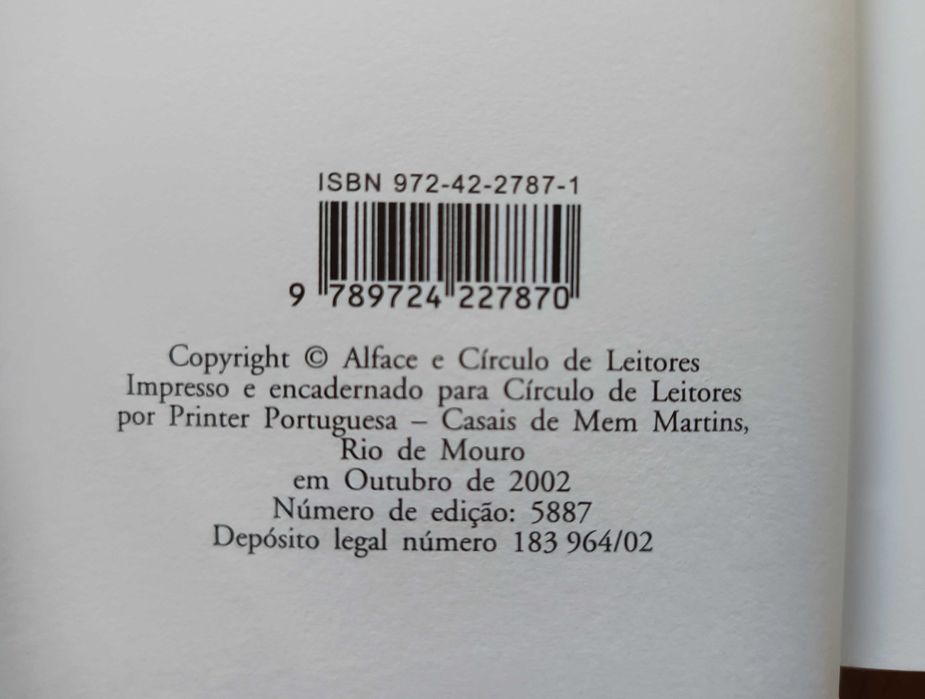 ISBN 972-42-2787-1
9 789724 227870
Copyright © Alface e Círculo de Leitores
Impresso e encadernado para Círculo de Leitores
por Printer Portuguesa – Casais de Mem Martins,
Rio de Mouro
em Outubro de 2002
Número de edição: 5887
Depósito legal número 183 964/02